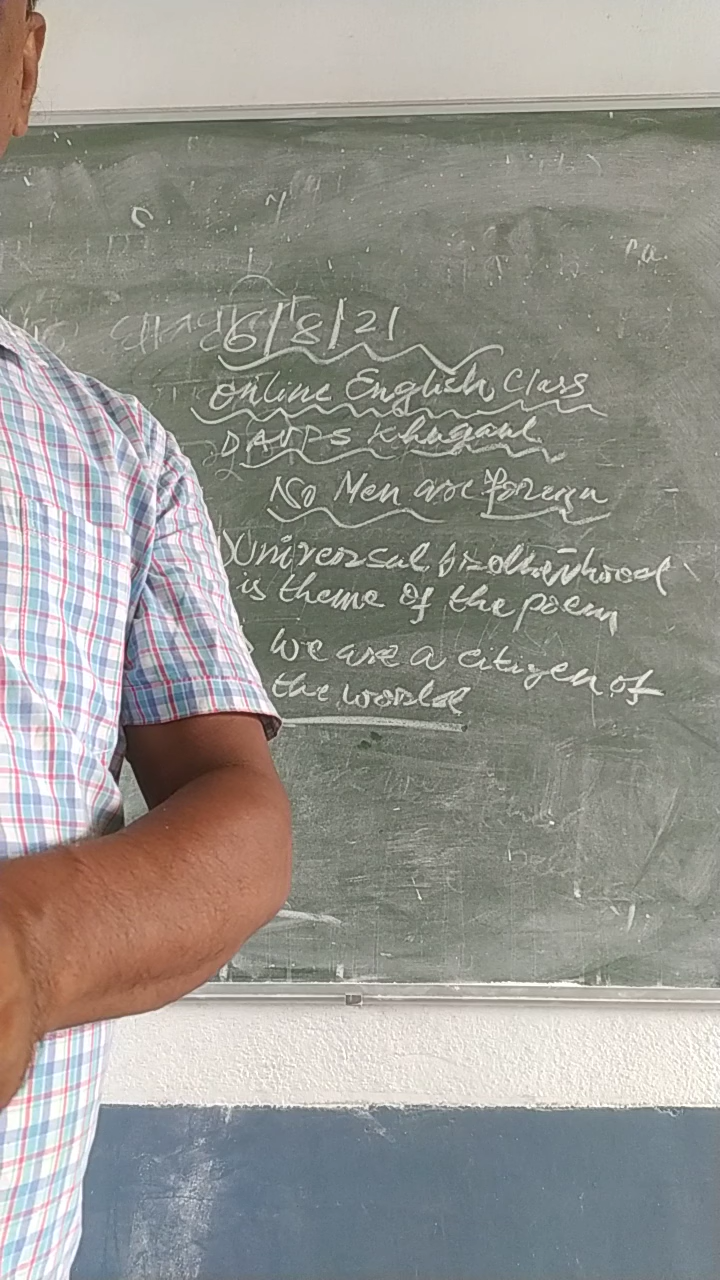 6/8/21
Online English Class
DAVPS Khagaul
No Men are foreign
Universal brotherhood
is theme of the poem
we are a citizen of
the world